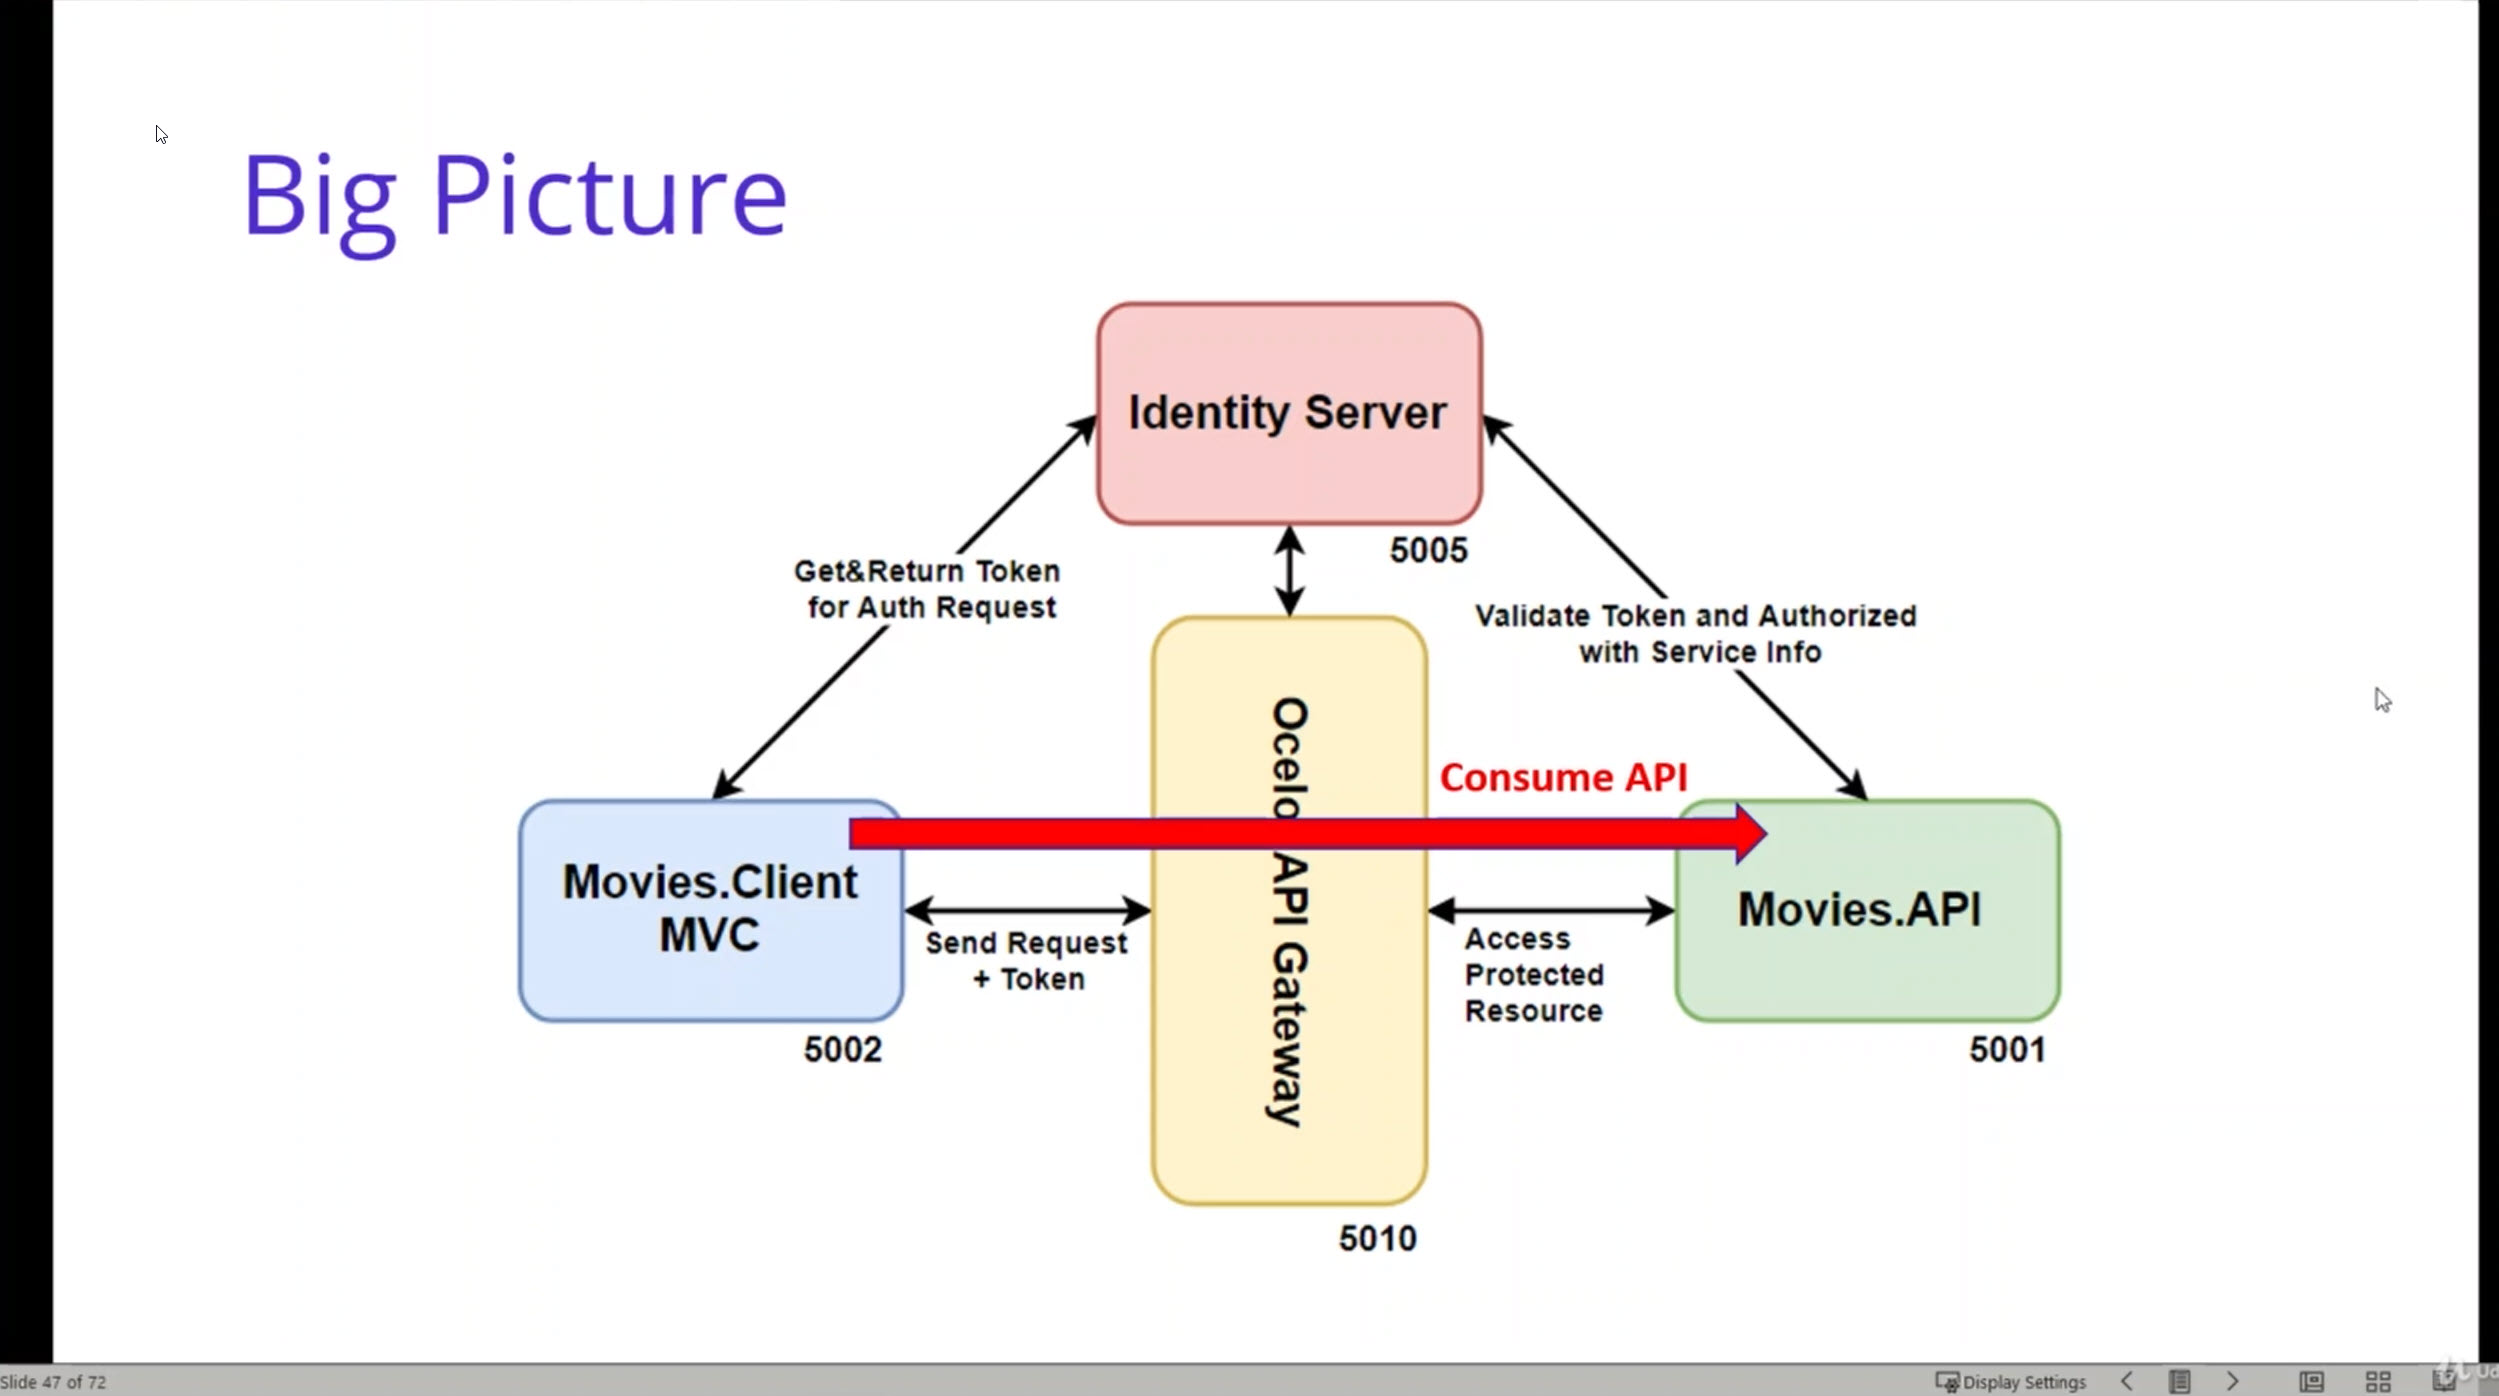 Big Picture
Identity Server
5005
Get&Return Token
for Auth Request
Validate Token and Authorized
with Service Info
Consume API
Movies.Client
MVC
5002
Send Request
+ Token
API Gateway
5010
Access
Protected
Resource
Movies.API
5001
Slide 47 of 72
Display Settings